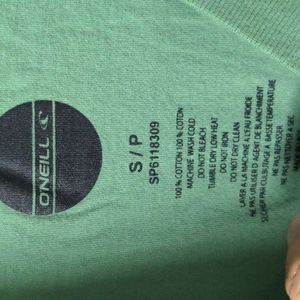 O'NEILL
S / P
SP6118309
100 % COTTON 100 % COTON
MACHINE WASH COLD
DO NOT BLEACH
TUMBLE DRY LOW HEAT
DO NOT IRON
DO NOT DRY CLEAN
LAVER A LA MACHINE A L'EAU FROIDE
NE PAS UTILISER D'AGENT DE BLANCHIMENT
SECHER PAR CULBUTAGE A BASSE TEMPERATURE
NE PAS REPASSER
NE PAS NETTOYER A SEC